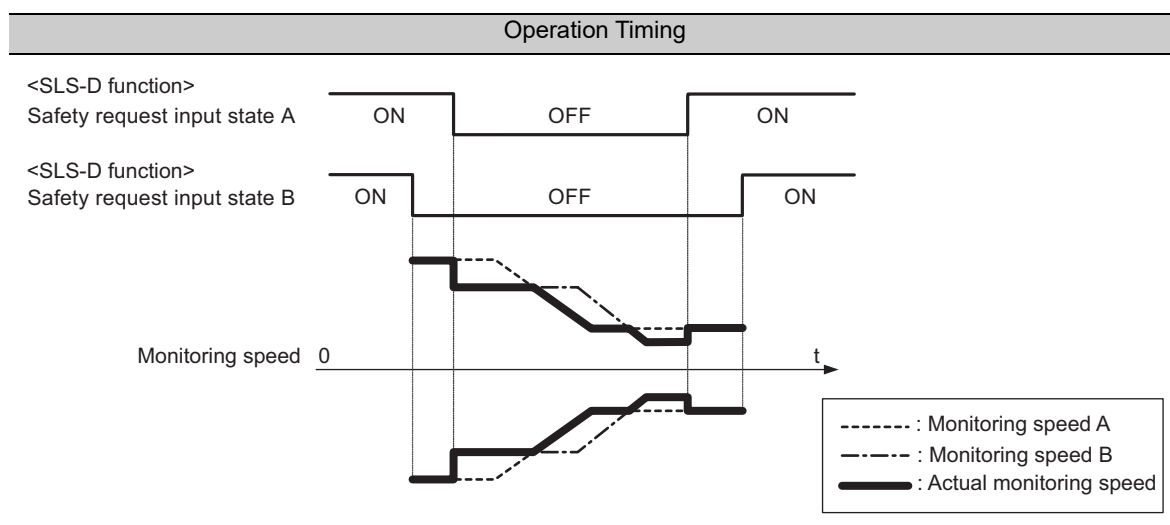 Operation Timing
<SLS-D function>
Safety request input state A
ON OFF ON
<SLS-D function>
Safety request input state B
ON OFF ON
Monitoring speed 0
t
: Monitoring speed A
: Monitoring speed B
: Actual monitoring speed